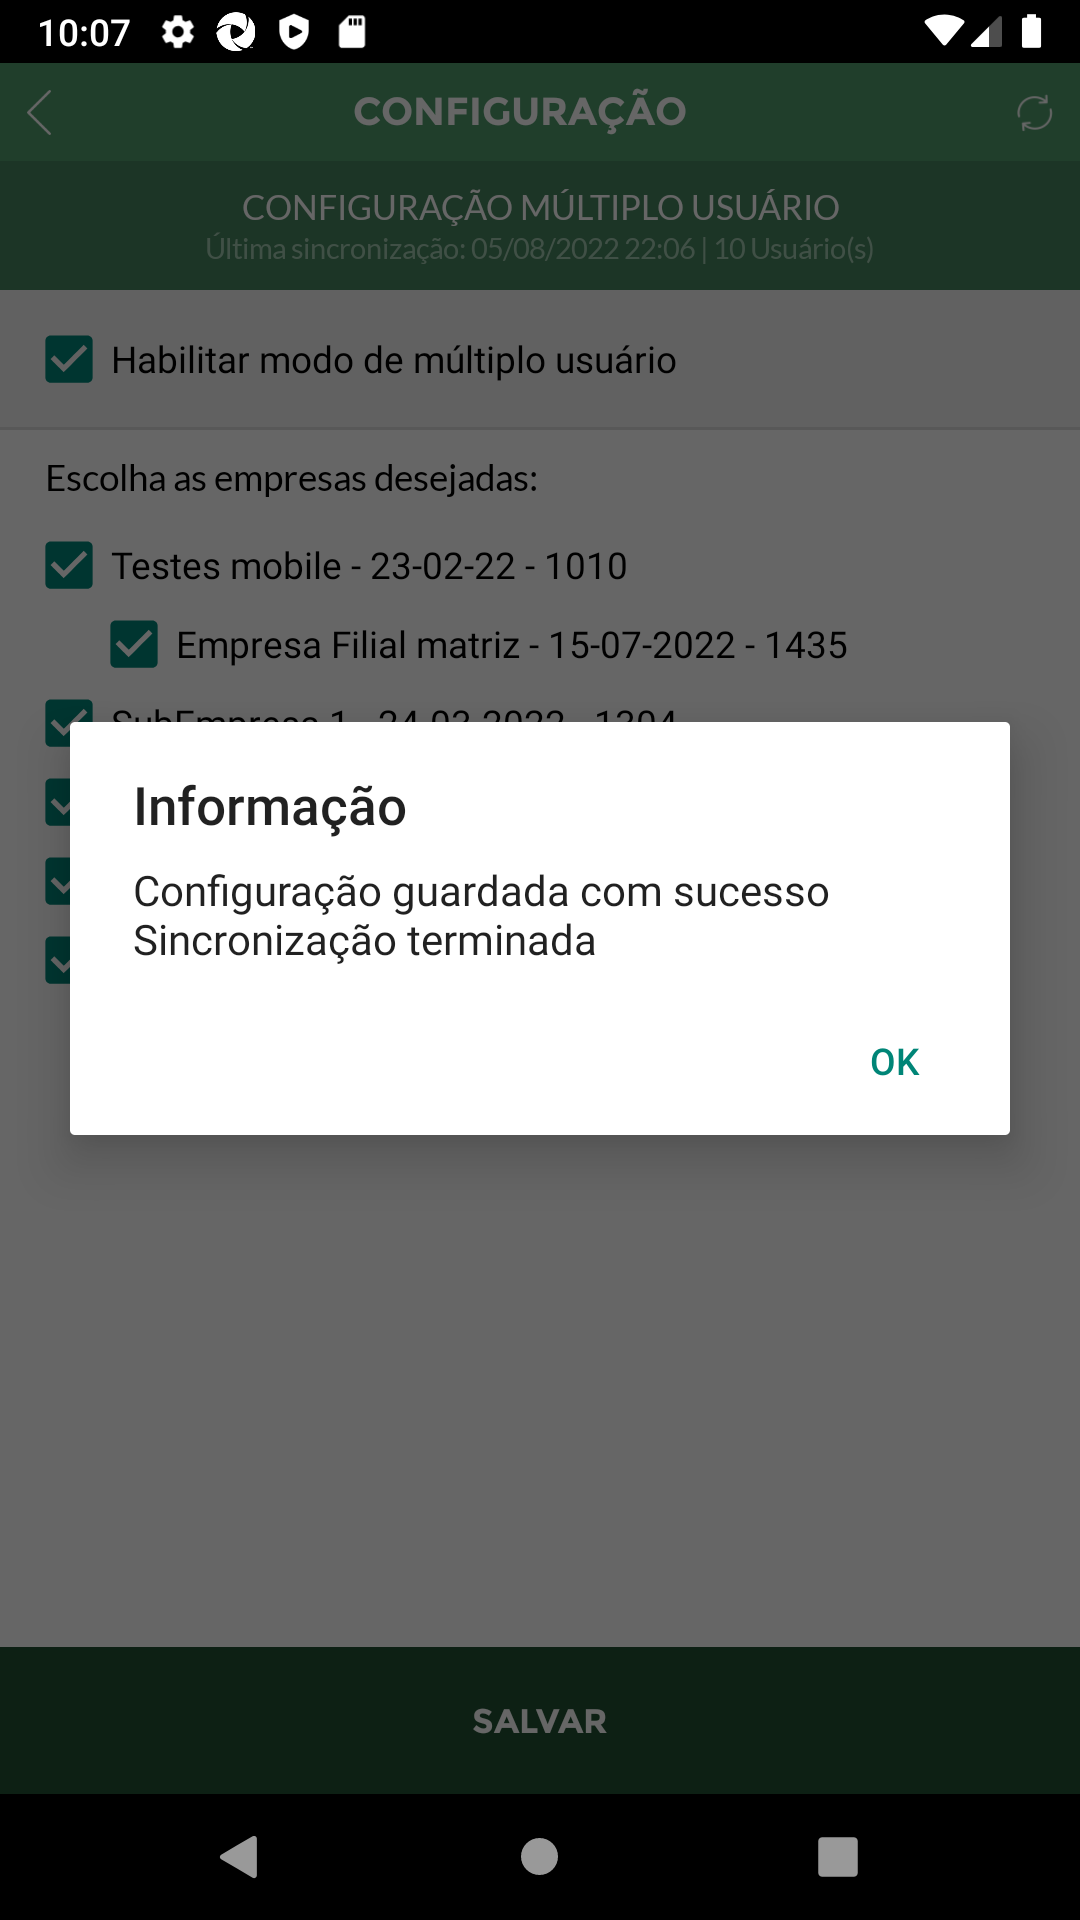 10:07
CONFIGURAÇÃO
CONFIGURAÇÃO MÚLTIPLO USUÁRIO
Última sincronização: 05/08/2022 22:06 | 10 Usuário(s)
Habilitar modo de múltiplo usuário
Escolha as empresas desejadas:
Testes mobile - 23-02-22 - 1010
Empresa Filial matriz - 15-07-2022 - 1435
SubEmpresa 1 - 24-03-2022 - 1204
Informação
Configuração guardada com sucesso
Sincronização terminada
OK
SALVAR